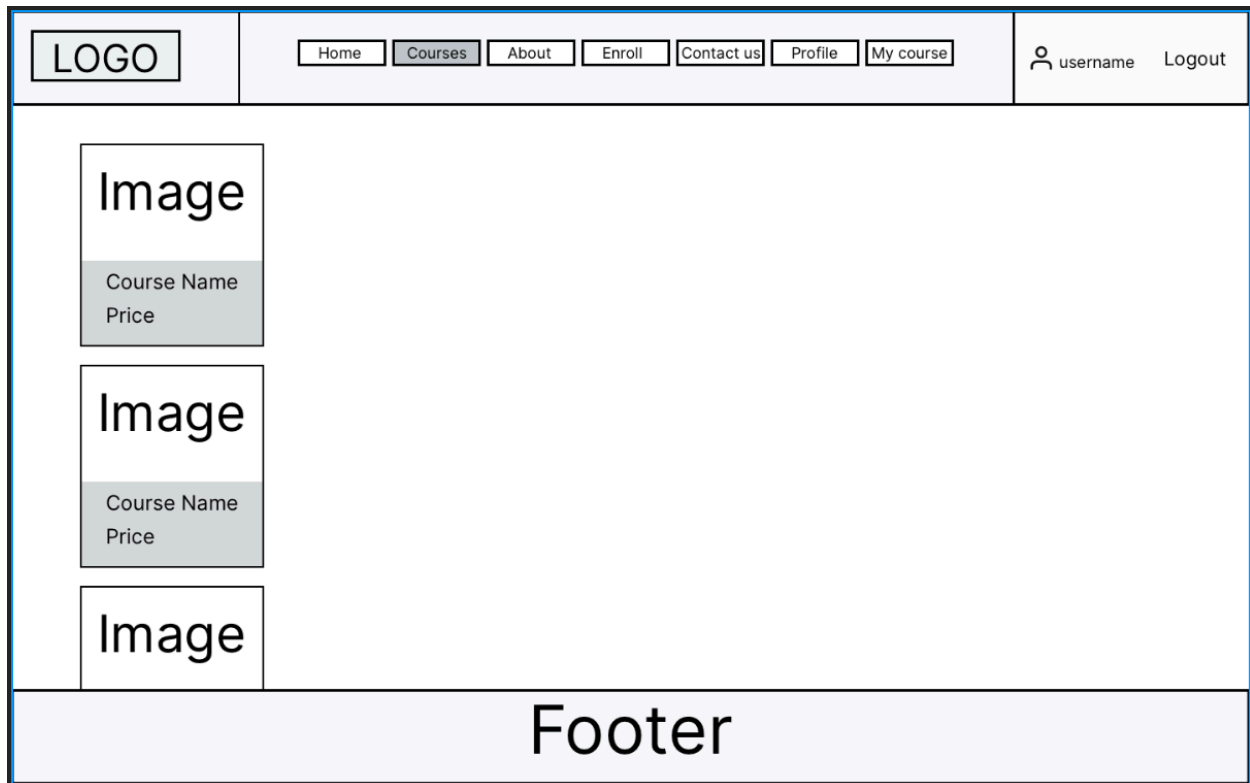 LOGO
Home Courses About Enroll Contact us Profile My course
username Logout
Image
Course Name
Price
Image
Course Name
Price
Image
Footer